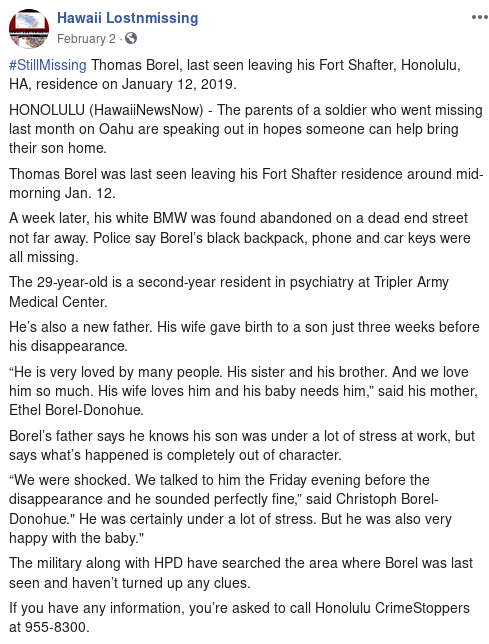 Hawaii Lostnmissing
February 2 ·
#StillMissing Thomas Borel, last seen leaving his Fort Shafter, Honolulu,
HA, residence on January 12, 2019.
HONOLULU (HawaiiNewsNow) - The parents of a soldier who went missing
last month on Oahu are speaking out in hopes someone can help bring
their son home.
Thomas Borel was last seen leaving his Fort Shafter residence around mid-
morning Jan. 12.
A week later, his white BMW was found abandoned on a dead end street
not far away. Police say Borel’s black backpack, phone and car keys were
all missing.
The 29-year-old is a second-year resident in psychiatry at Tripler Army
Medical Center.
He’s also a new father. His wife gave birth to a son just three weeks before
his disappearance.
“He is very loved by many people. His sister and his brother. And we love
him so much. His wife loves him and his baby needs him,” said his mother,
Ethel Borel-Donohue.
Borel’s father says he knows his son was under a lot of stress at work, but
says what’s happened is completely out of character.
“We were shocked. We talked to him the Friday evening before the
disappearance and he sounded perfectly fine,” said Christoph Borel-
Donohue." He was certainly under a lot of stress. But he was also very
happy with the baby."
The military along with HPD have searched the area where Borel was last
seen and haven’t turned up any clues.
If you have any information, you’re asked to call Honolulu CrimeStoppers
at 955-8300.